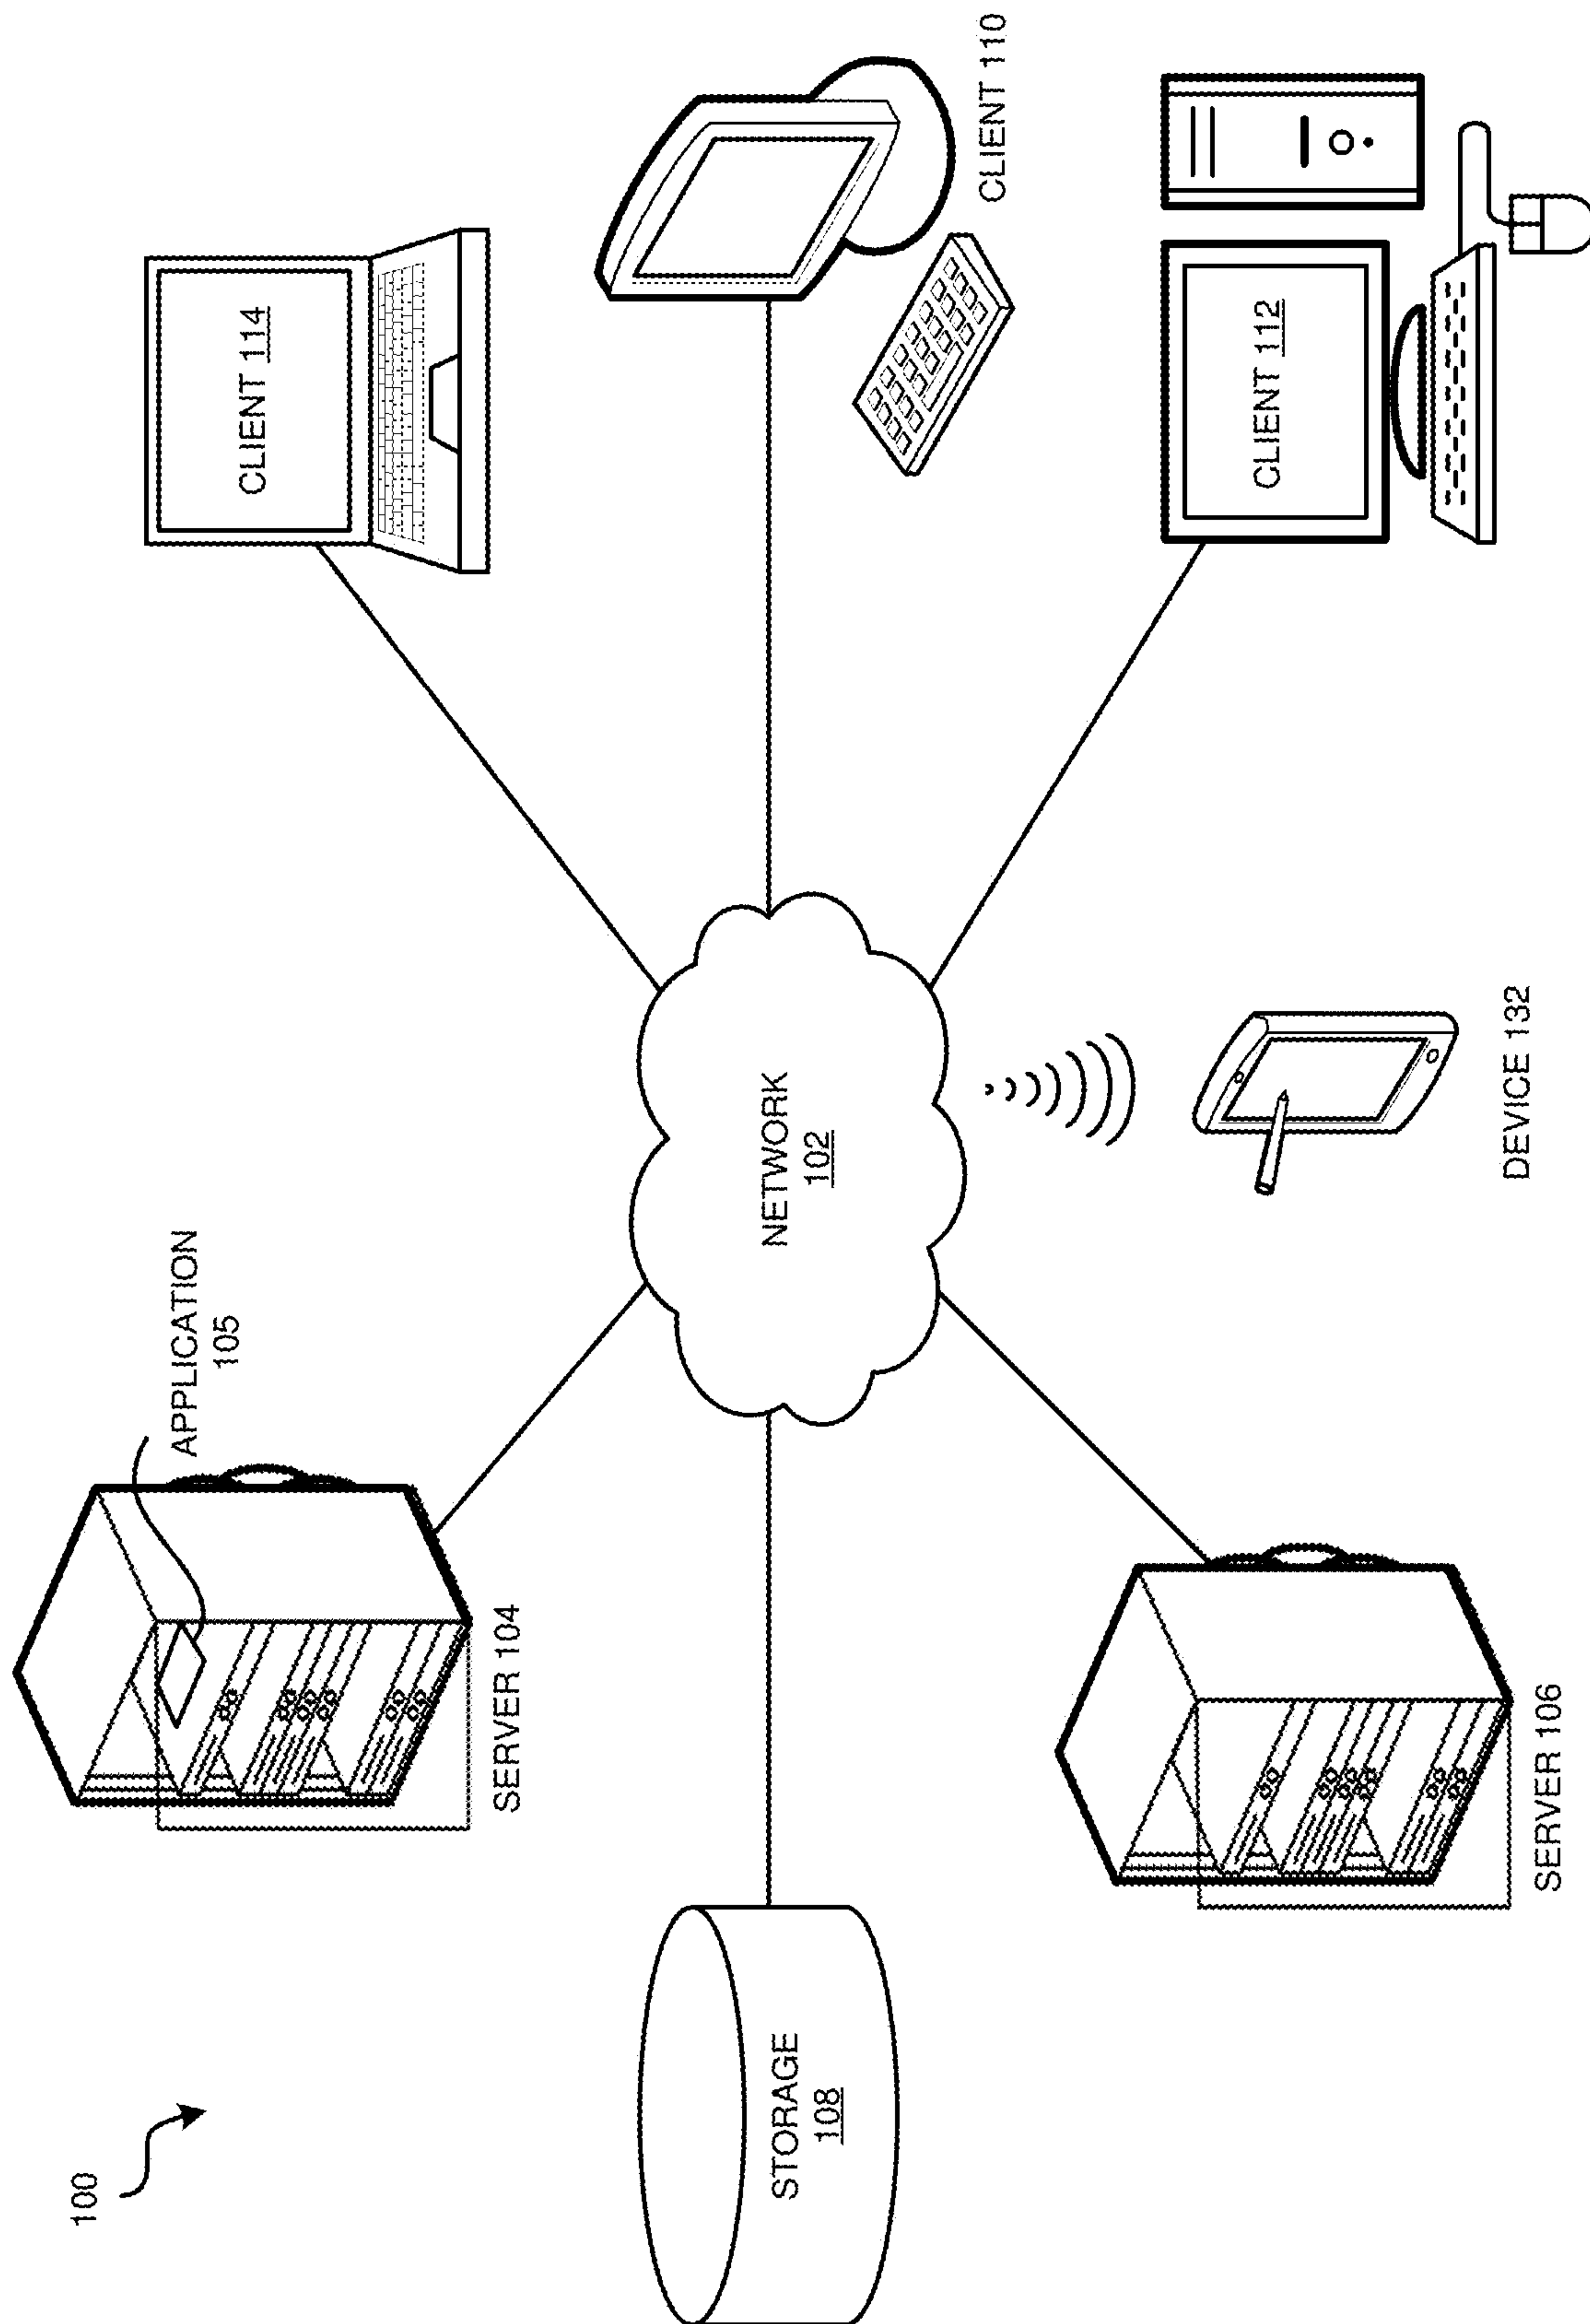 100
APPLICATION
105
SERVER 104
CLIENT 114
STORAGE
108
NETWORK
102
CLIENT 110
SERVER 106
DEVICE 132
CLIENT 112